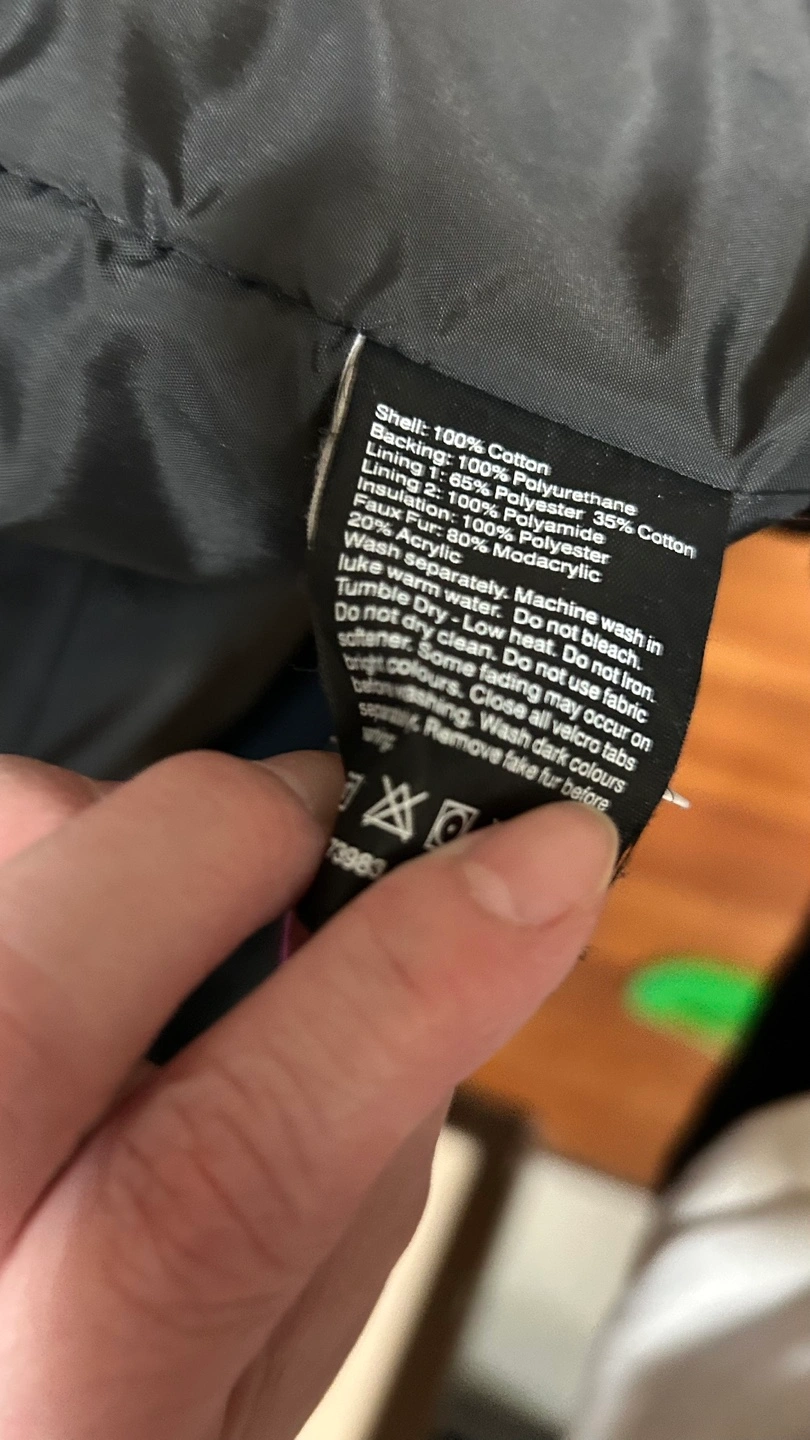 Shell: 100% Cotton
Backing: 100% Polyurethane
Lining 1: 65% Polyester 35% Cotton
Lining 2: 100% Polyamide
Insulation: 100% Polyester
Faux Fur: 80% Modacrylic
20% Acrylic
Wash separately. Machine wash in
luke warm water. Do not bleach.
Tumble Dry - Low heat. Do not Iron.
Do not dry clean. Do not use fabric
softener. Some fading may occur on
bright colours. Close all velcro tabs
before washing. Wash dark colours
separately. Remove fake fur before
73983